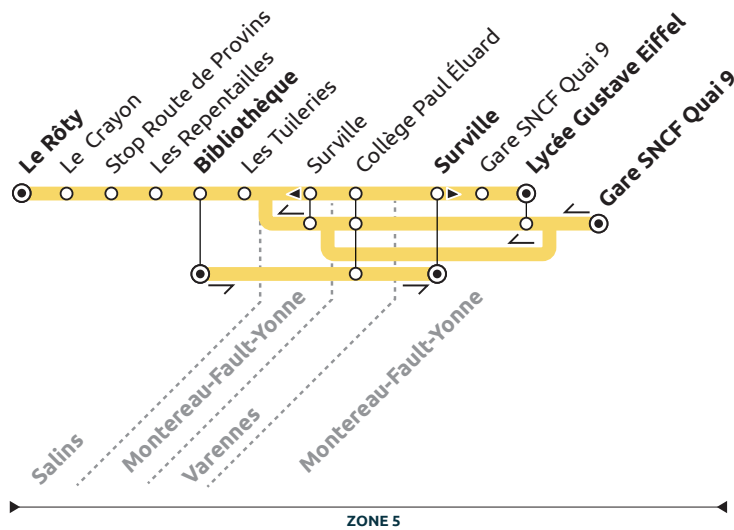 Le Rôty
Le Crayon
Stop Route de Provins
Les Repentailles
Bibliothèque
Les Tuileries
Surville
Collège Paul Éluard
Surville
Gare SNCF Quai 9
Lycée Gustave Eiffel
Gare SNCF Quai 9
Salins
Montereau-Fault-Yonne
Varennes
Montereau-Fault-Yonne
ZONE 5